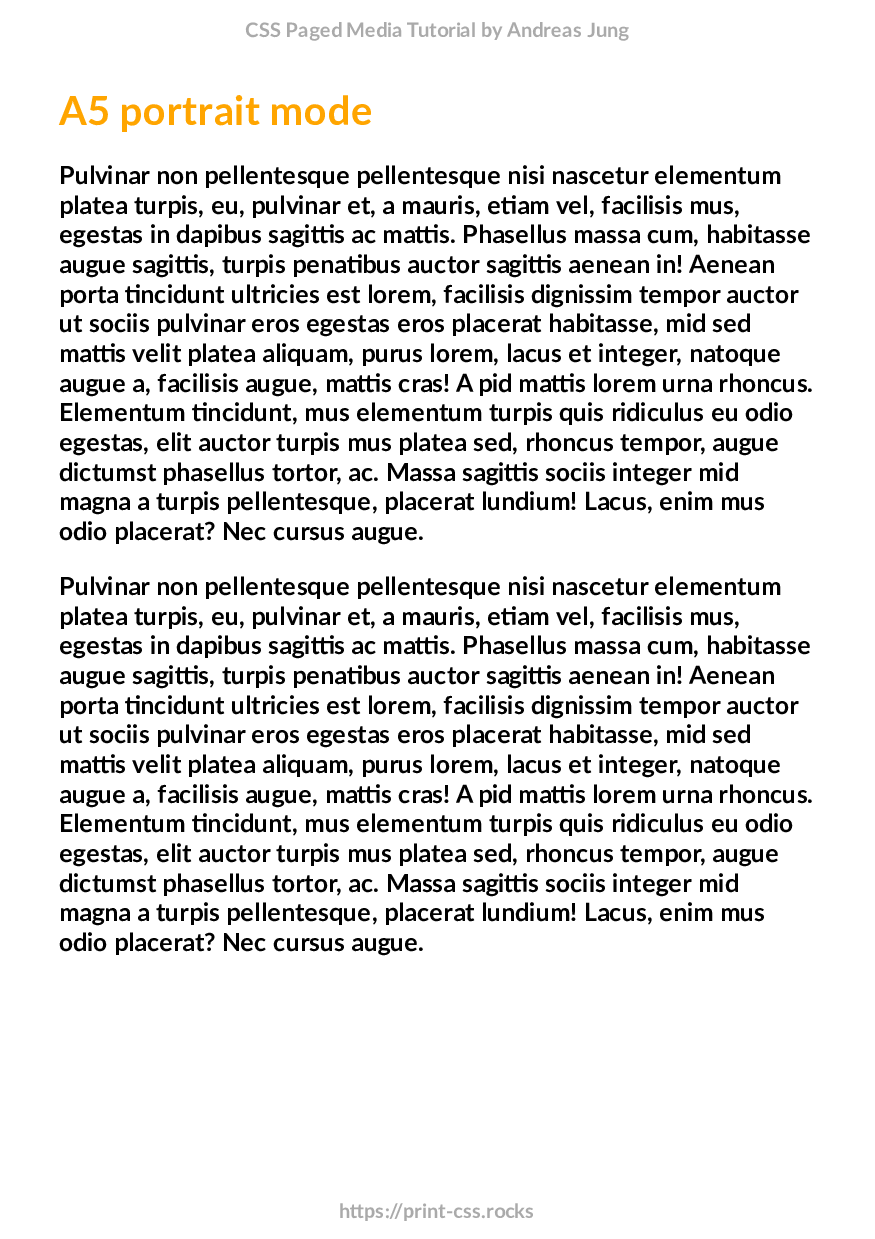 CSS Paged Media Tutorial by Andreas Jung
A5 portrait mode
Pulvinar non pellentesque pellentesque nisi nascetur elementum
platea turpis, eu, pulvinar et, a mauris, etiam vel, facilisis mus,
egestas in dapibus sagittis ac mattis. Phasellus massa cum, habitasse
augue sagittis, turpis penatibus auctor sagittis aenean in! Aenean
porta tincidunt ultricies est lorem, facilisis dignissim tempor auctor
ut sociis pulvinar eros egestas eros placerat habitasse, mid sed
mattis velit platea aliquam, purus lorem, lacus et integer, natoque
augue a, facilisis augue, mattis cras! A pid mattis lorem urna rhoncus.
Elementum tincidunt, mus elementum turpis quis ridiculus eu odio
egestas, elit auctor turpis mus platea sed, rhoncus tempor, augue
dictumst phasellus tortor, ac. Massa sagittis sociis integer mid
magna a turpis pellentesque, placerat lundium! Lacus, enim mus
odio placerat? Nec cursus augue.
Pulvinar non pellentesque pellentesque nisi nascetur elementum
platea turpis, eu, pulvinar et, a mauris, etiam vel, facilisis mus,
egestas in dapibus sagittis ac mattis. Phasellus massa cum, habitasse
augue sagittis, turpis penatibus auctor sagittis aenean in! Aenean
porta tincidunt ultricies est lorem, facilisis dignissim tempor auctor
ut sociis pulvinar eros egestas eros placerat habitasse, mid sed
mattis velit platea aliquam, purus lorem, lacus et integer, natoque
augue a, facilisis augue, mattis cras! A pid mattis lorem urna rhoncus.
Elementum tincidunt, mus elementum turpis quis ridiculus eu odio
egestas, elit auctor turpis mus platea sed, rhoncus tempor, augue
dictumst phasellus tortor, ac. Massa sagittis sociis integer mid
magna a turpis pellentesque, placerat lundium! Lacus, enim mus
odio placerat? Nec cursus augue.
https://print-css.rocks